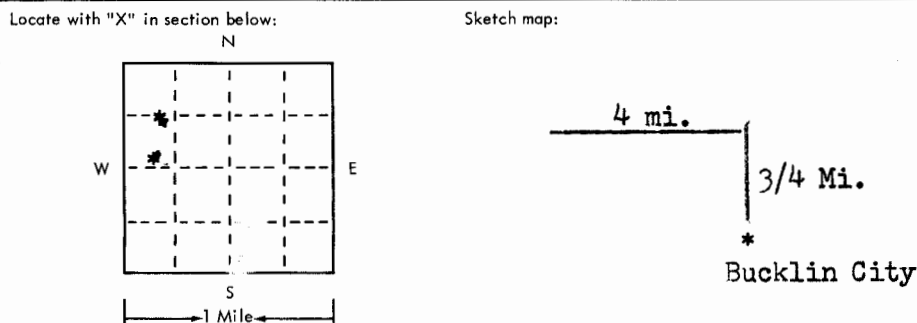 Locate with "X" in section below:
N
W
E
S
1 Mile
Sketch map:
4 mi.
3/4 Mi.
*
Bucklin City